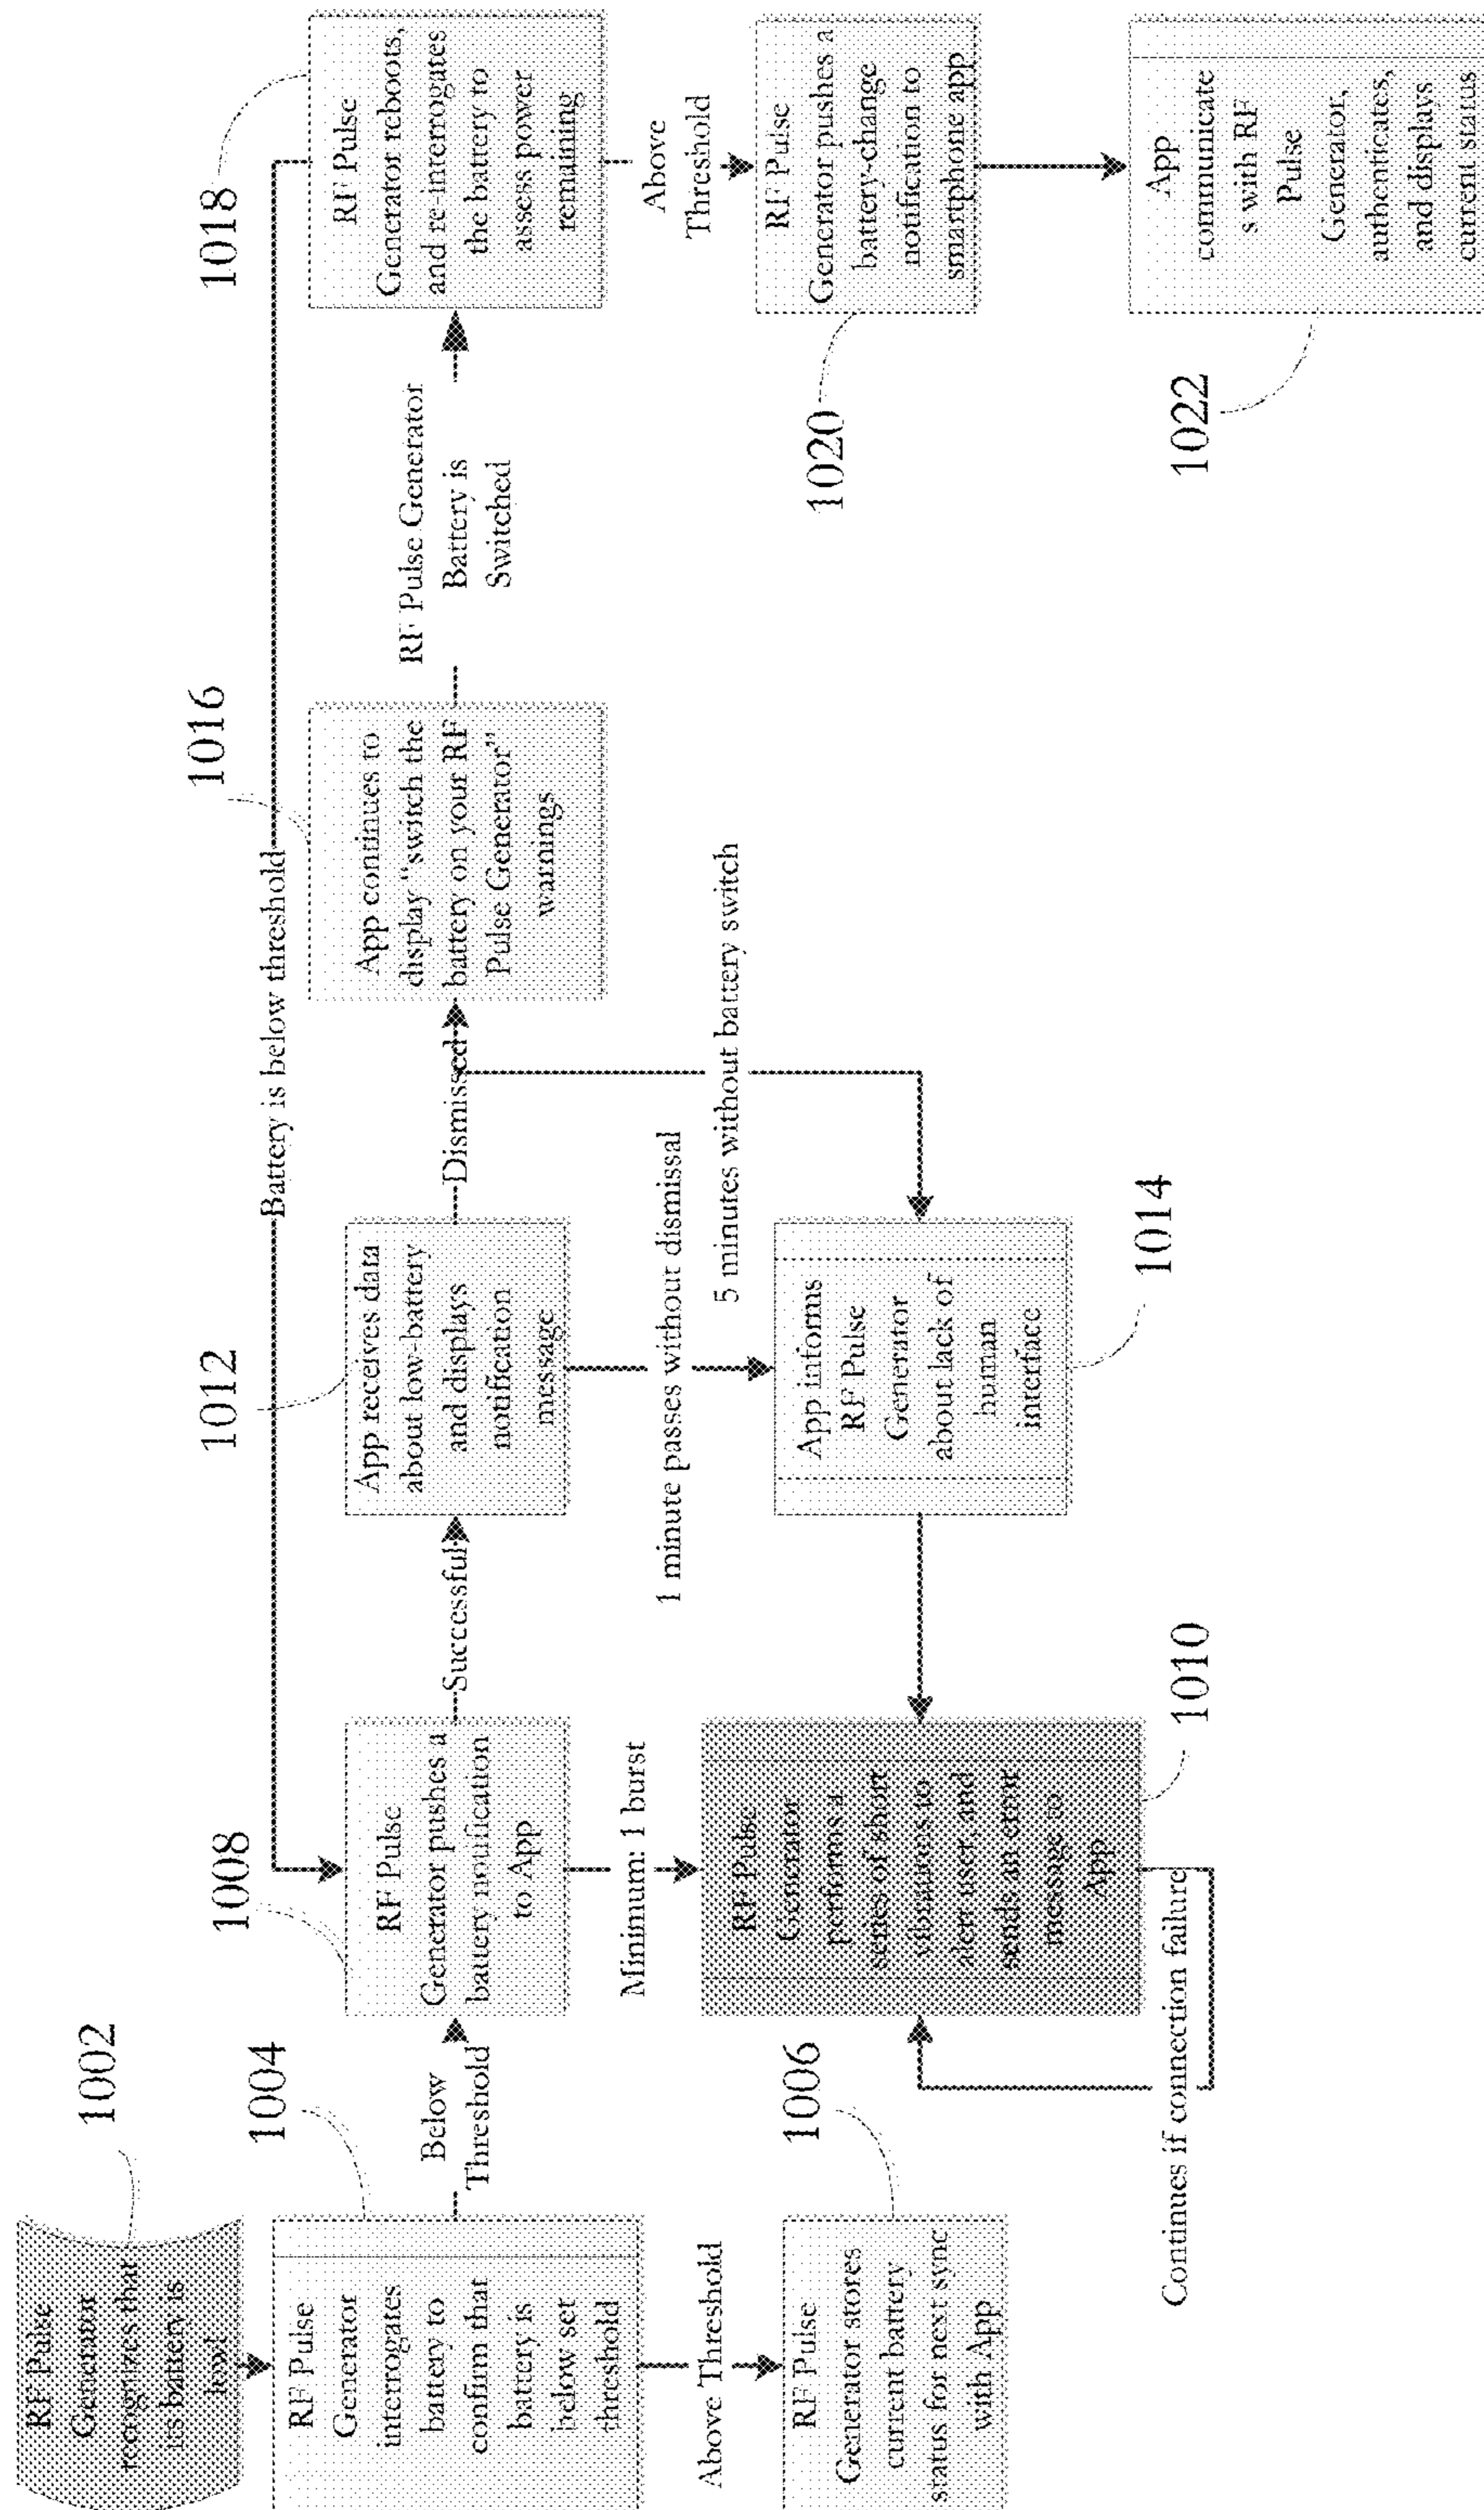 1002
RF Pulse
Generator
recognizes that
its battery is
low
1004
RF Pulse
Generator
interrogates
battery to
confirm that
battery is
below set
threshold
Above Threshold
1006
RF Pulse
Generator stores
current battery
status for next sync
with App
Below
Threshold
1008
RF Pulse
Generator pushes a
battery notification
to App
Minimum: 1 burst
1010
RF Pulse
Generator
performs a
series of short
vibrations to
alert user, and
sends an error
message to
App
Continues if connection failure
Successful
1012
App receives data
about low-battery
and displays
notification
message
1 minute passes without dismissal
5 minutes without battery switch
1014
App informs
RF Pulse
Generator
about lack of
human
interface
Dismissed
1016
App continues to
display "switch the
battery on your RF
Pulse Generator"
warnings
RF Pulse Generator
Battery is
Switched
Battery is below threshold
1018
RF Pulse
Generator reboots,
and re-interrogates
the battery to
assess power
remaining
Above
Threshold
1020
RF Pulse
Generator pushes a
battery-change
notification to
smartphone app
1022
App
communicate
s with RF
Pulse
Generator,
authenticates,
and displays
current status